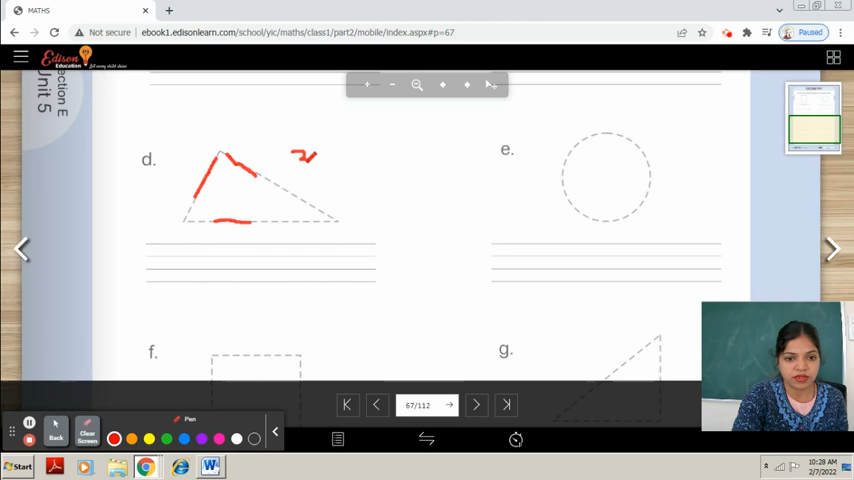 MATHS
Not secure | ebook1.edisonlearn.com/school/yic/maths/class1/part2/mobile/index.aspx#p=67
Paused
Edison
Education
Section E
Unit 5
d.
e.
f.
g.
67/112
Pen
Back
Clear
Screen
Start
10:28 AM
2/7/2022